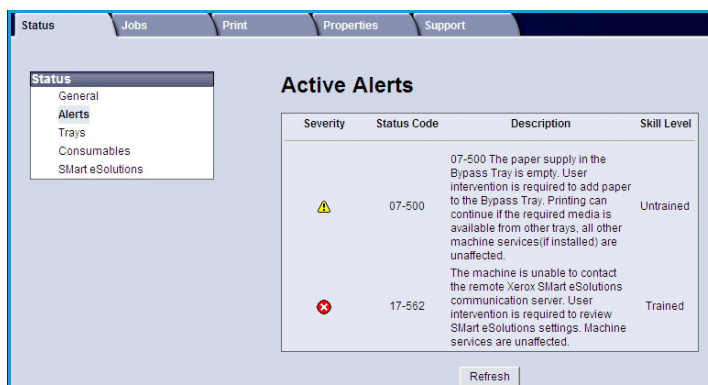 Status Jobs Print Properties Support
Status
General
Alerts
Trays
Consumables
SMart eSolutions
Active Alerts
Severity Status Code Description Skill Level
07-500 The paper supply in the
Bypass Tray is empty. User
intervention is required to add paper
to the Bypass Tray. Printing can
07-500 continue if the required media is Untrained
available from other trays, all other
machine services(if installed) are
unaffected.
The machine is unable to contact
the remote Xerox SMart eSolutions
communication server. User
17-562 intervention is required to review Trained
SMart eSolutions settings. Machine
services are unaffected.
Refresh